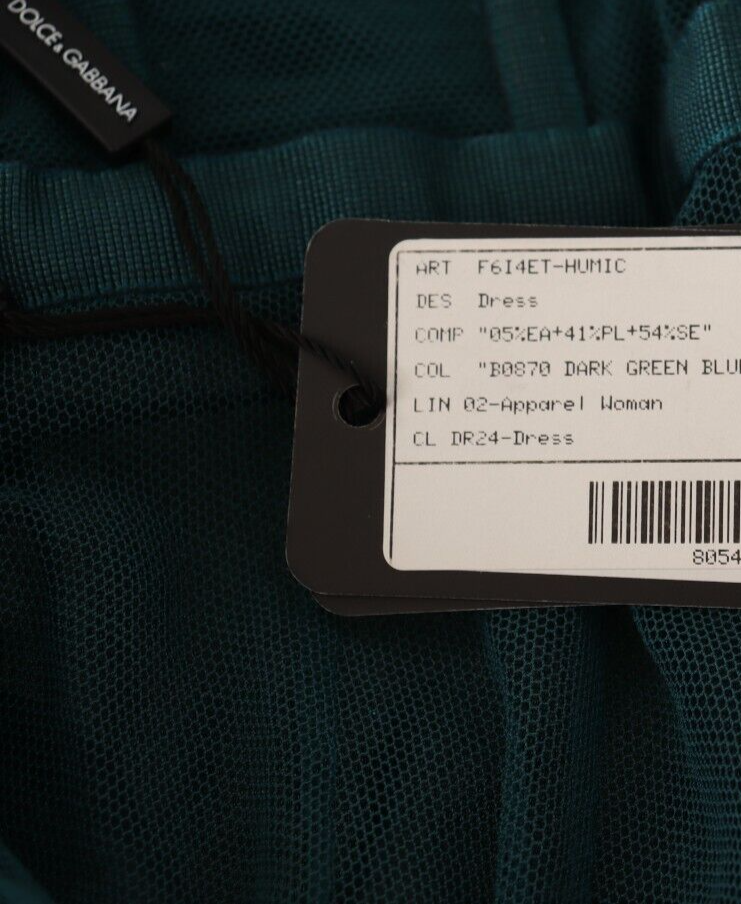 DOLCE & GABBANA
ART F6I4ET-HUMIC
DES Dress
COMP "05%EA+41%PL+54%SE"
COL "B0870 DARK GREEN BLU
LIN 02-Apparel Woman
CL DR24-Dress
8054